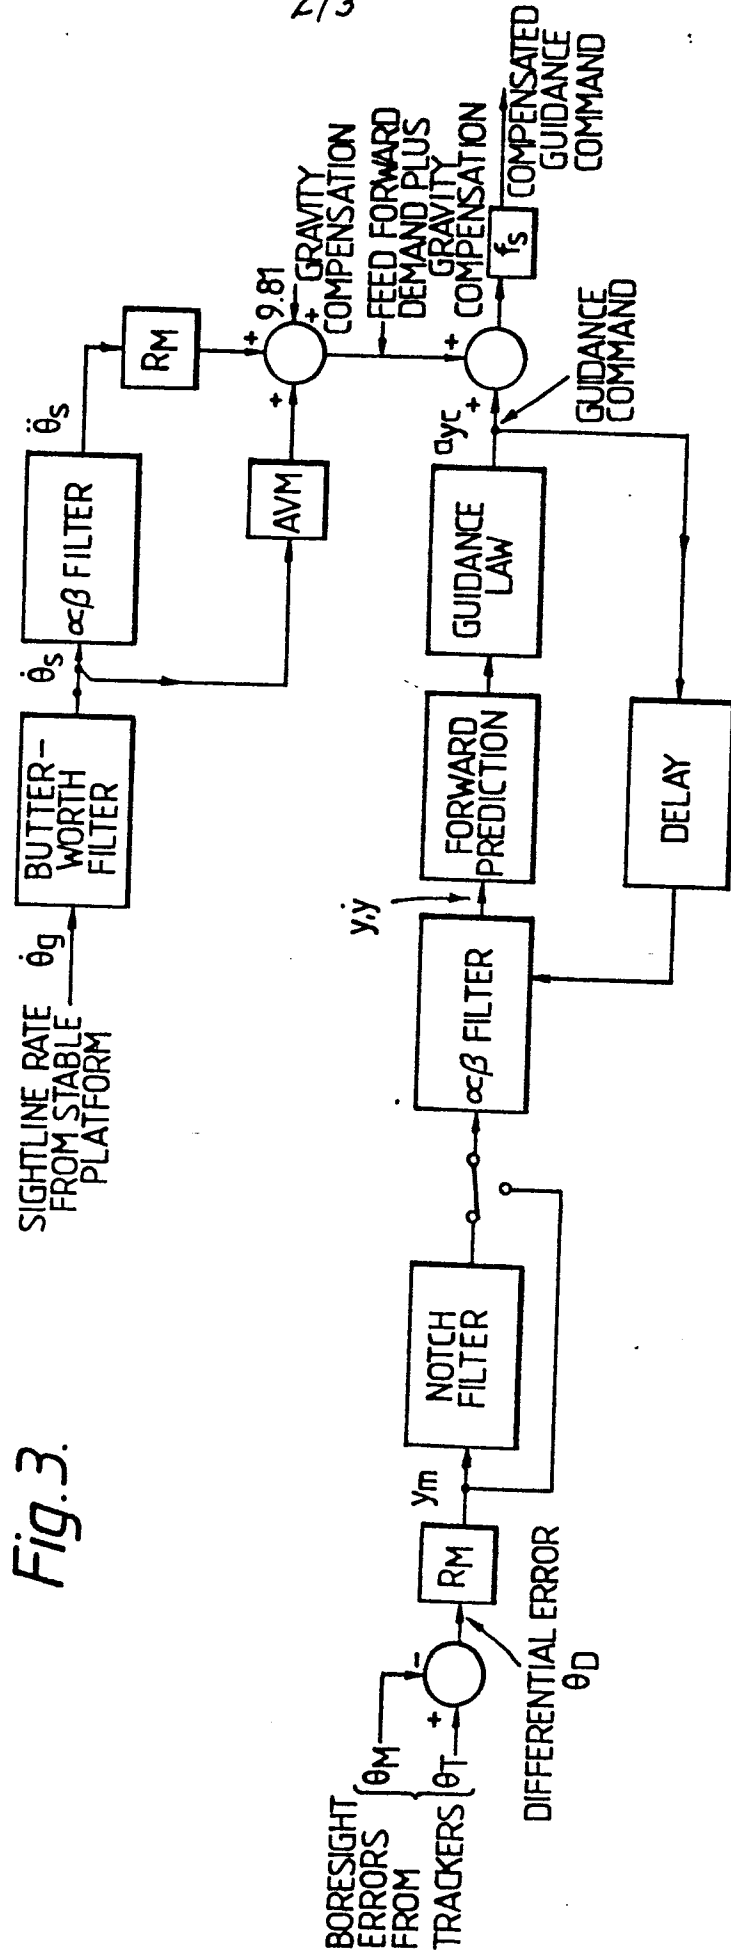 2/3
Fig.3.
SIGHTLINE RATE
FROM STABLE
PLATFORM
θ̇g
BUTTER-
WORTH
FILTER
θ̇s
αβ FILTER
θ̈s
RM
AVM
9.81
GRAVITY
COMPENSATION
+
+
+
FEED FORWARD
DEMAND PLUS
GRAVITY
COMPENSATION
BORESIGHT
ERRORS
FROM
TRACKERS
θM
θT
-
+
DIFFERENTIAL ERROR
θD
RM
ym
NOTCH
FILTER
αβ FILTER
y,ẏ
FORWARD
PREDICTION
GUIDANCE
LAW
ayc
+
+
GUIDANCE
COMMAND
fs
COMPENSATED
GUIDANCE
COMMAND
DELAY